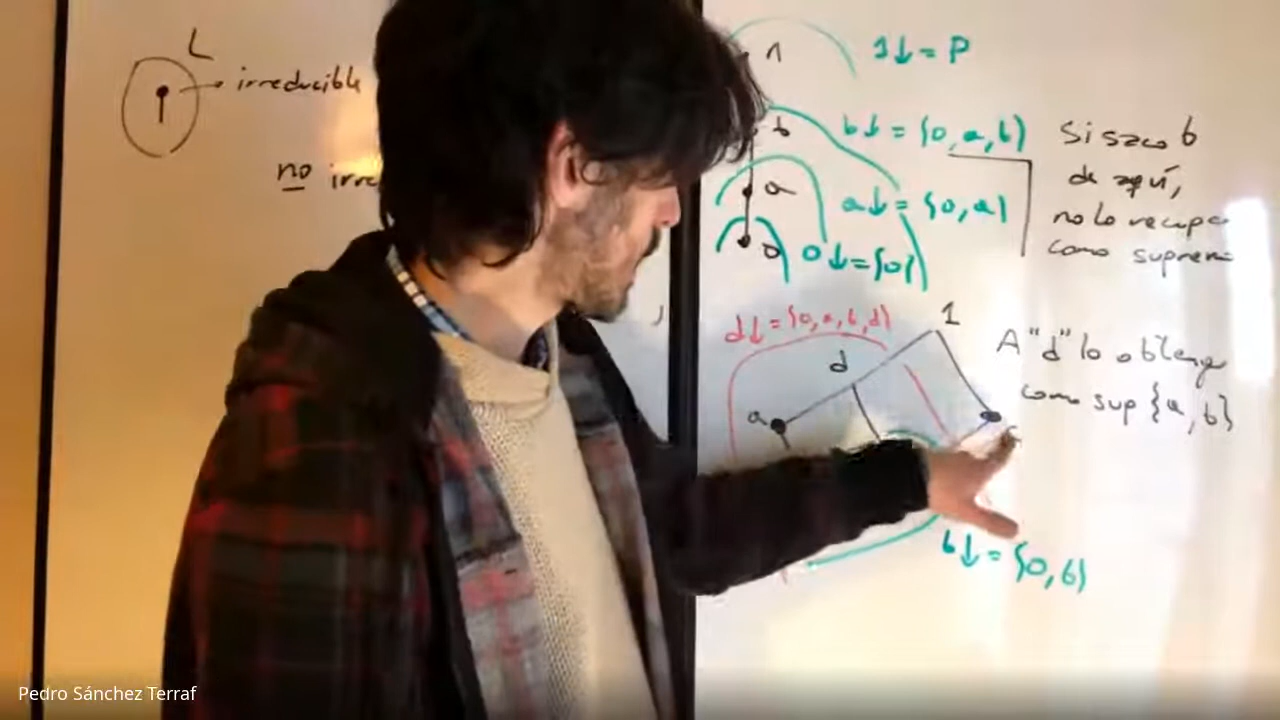 L
irreducible
no
1
1↓ = P
b
b↓ = {0, a, b}
a
a↓ = {0, a}
0
0↓ = {0}
Si saco b
de aquí,
no lo recupero
como supremo
d↓ = {0, a, b, d}
1
d
a
A "d" lo obtengo
como sup {a, b}
b↓ = {0, b}
Pedro Sánchez Terraf